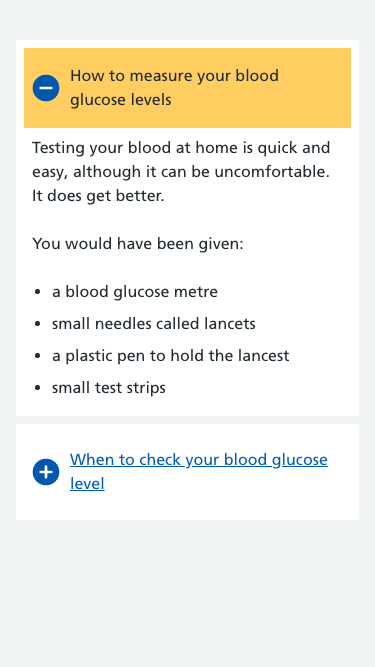 How to measure your blood
glucose levels
Testing your blood at home is quick and
easy, although it can be uncomfortable.
It does get better.
You would have been given:
• a blood glucose metre
• small needles called lancets
• a plastic pen to hold the lancest
• small test strips
When to check your blood glucose
level